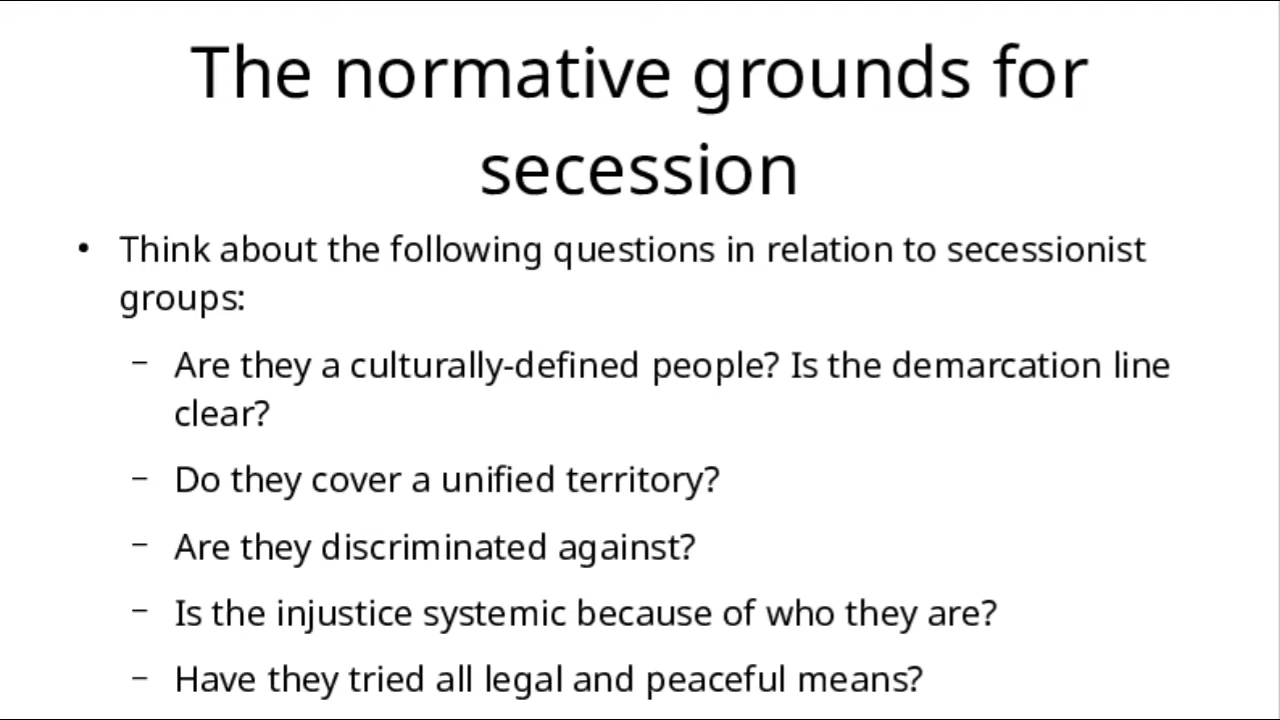 The normative grounds for
secession
• Think about the following questions in relation to secessionist
groups:
– Are they a culturally-defined people? Is the demarcation line
clear?
– Do they cover a unified territory?
– Are they discriminated against?
– Is the injustice systemic because of who they are?
– Have they tried all legal and peaceful means?